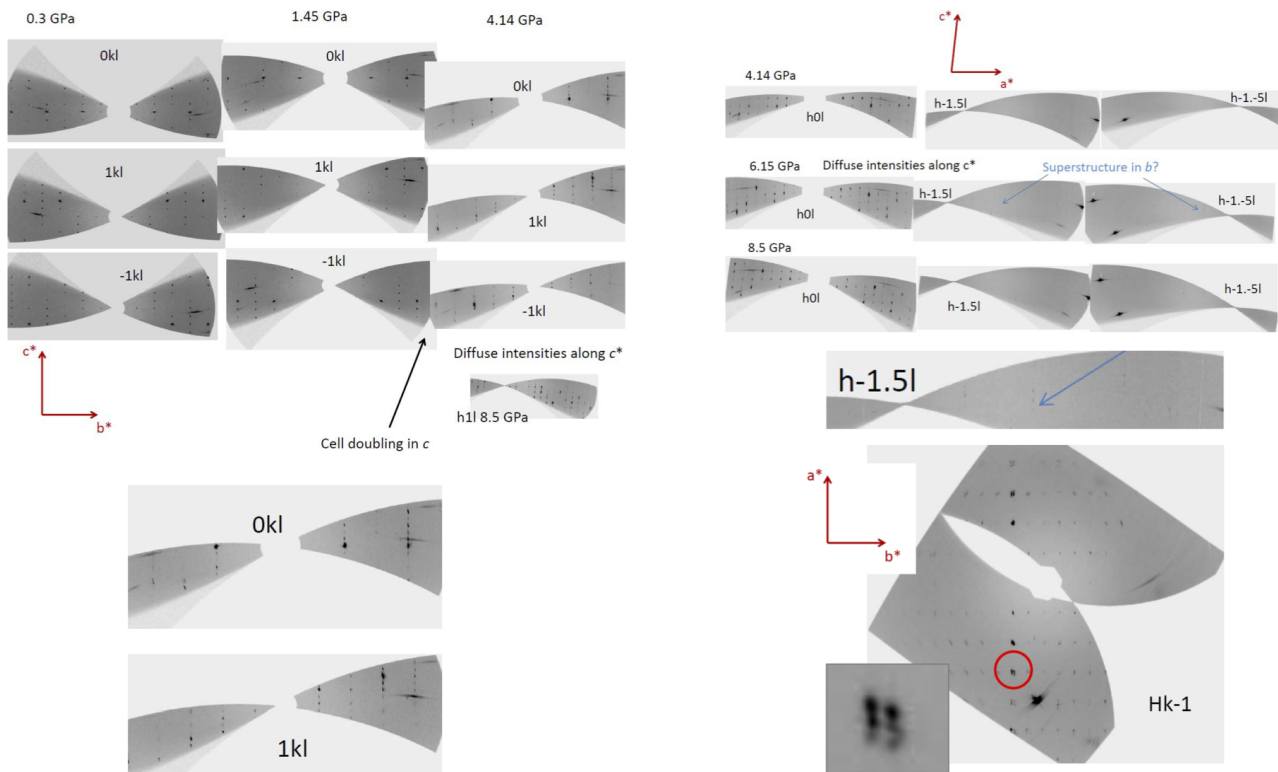 0.3 GPa
1.45 GPa
4.14 GPa
0kl
0kl
0kl
1kl
1kl
1kl
-1kl
-1kl
-1kl
c*
b*
Diffuse intensities along c*
h1l 8.5 GPa
Cell doubling in c
0kl
1kl
c*
a*
4.14 GPa
h0l
h-1.5l
h-1.-5l
6.15 GPa
Diffuse intensities along c*
Superstructure in b?
h0l
h-1.5l
h-1.-5l
8.5 GPa
h0l
h-1.5l
h-1.-5l
h-1.5l
a*
b*
Hk-1